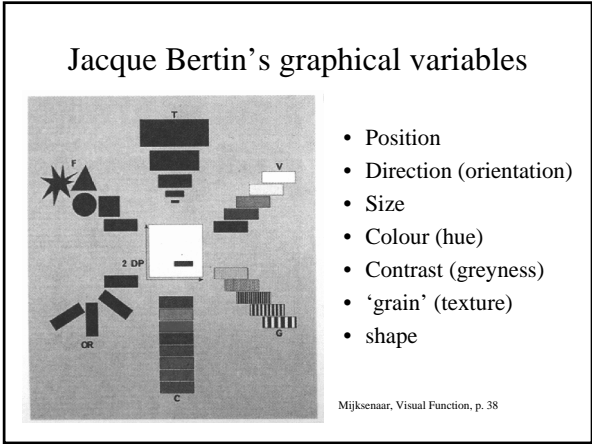 Jacque Bertin’s graphical variables
T
F
V
2 DP
OR
G
C
• Position
• Direction (orientation)
• Size
• Colour (hue)
• Contrast (greyness)
• ‘grain’ (texture)
• shape
Mijksenaar, Visual Function, p. 38